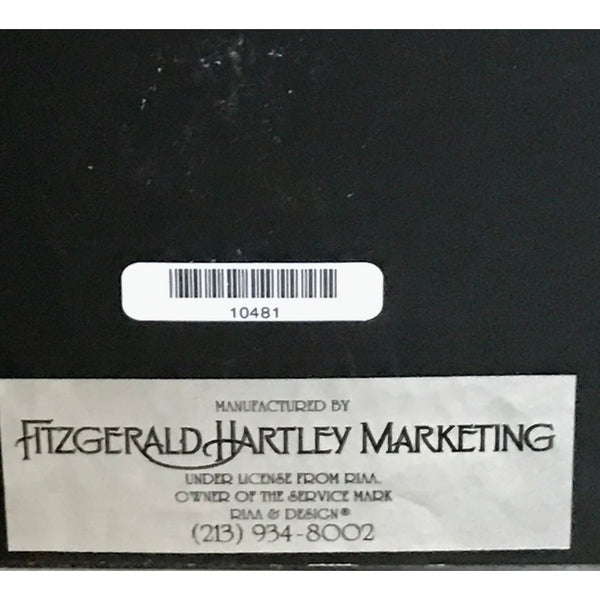 10481
MANUFACTURED BY
FITZGERALD HARTLEY MARKETING
UNDER LICENSE FROM RIAA.
OWNER OF THE SERVICE MARK
RIAA & DESIGN®
(213) 934-8002